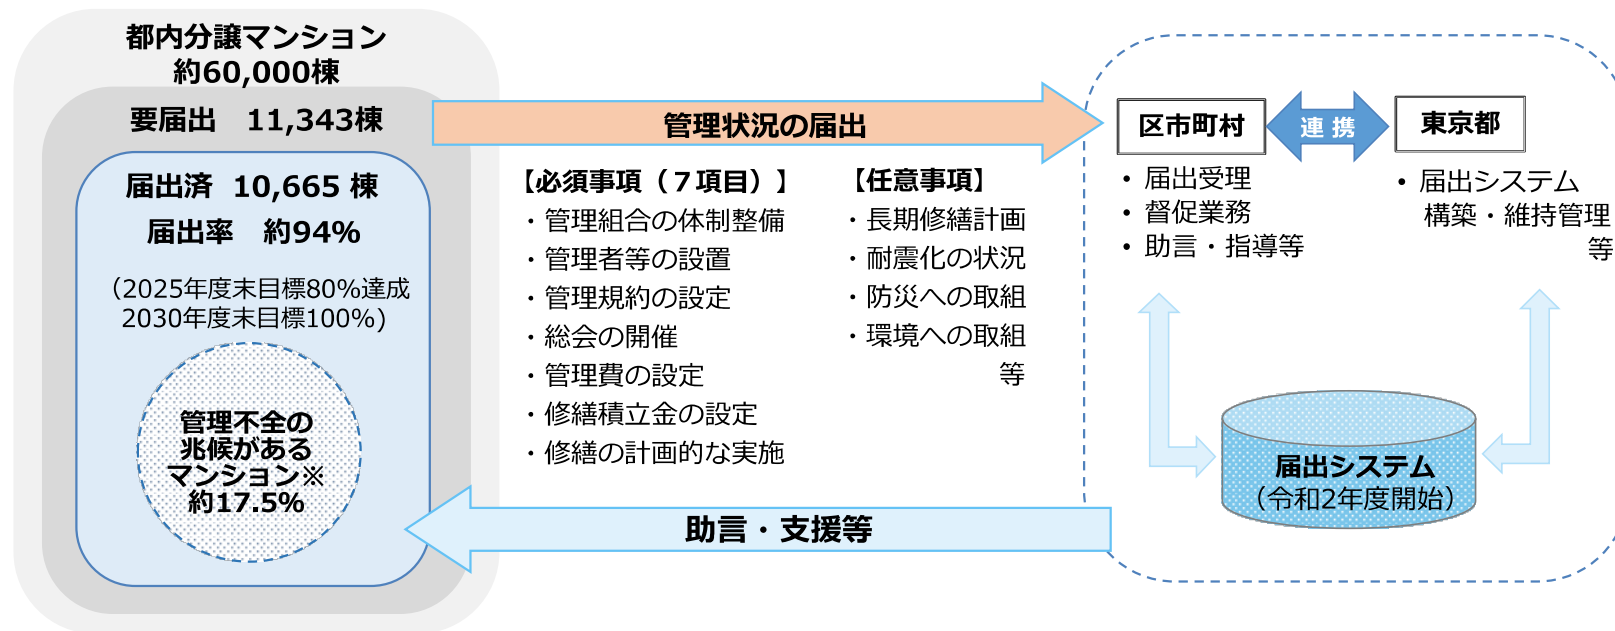 都内分譲マンション
約60,000棟
要届出　11,343棟
届出済 10,665 棟
届出率　約94%
（2025年度末目標80%達成
2030年度末目標100%)
管理不全の
兆候がある
マンション※
約17.5%
管理状況の届出
【必須事項（７項目）】
・管理組合の体制整備
・管理者等の設置
・管理規約の設定
・総会の開催
・管理費の設定
・修繕積立金の設定
・修繕の計画的な実施
【任意事項】
・長期修繕計画
・耐震化の状況
・防災への取組
・環境への取組
等
助言・支援等
区市町村
連 携
東京都
• 届出受理
• 督促業務
• 助言・指導等
• 届出システム
構築・維持管理
等
届出システム
（令和2年度開始）